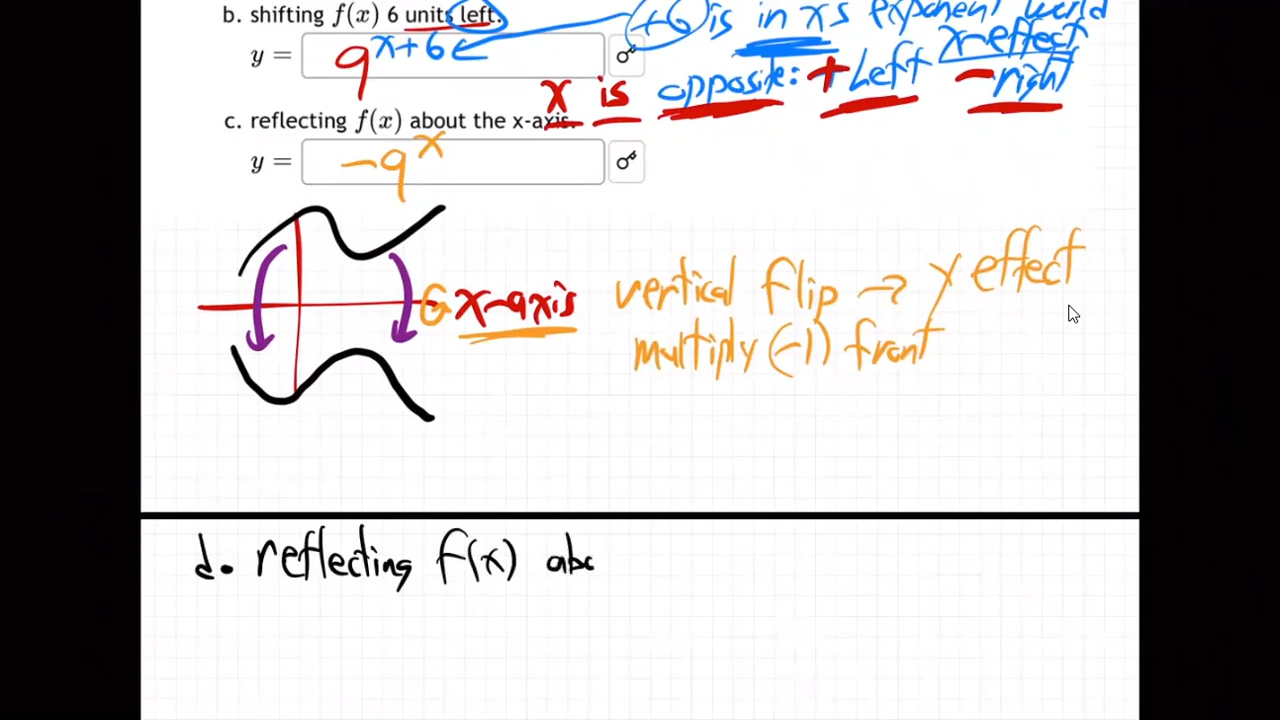 b. shifting f(x) 6 units left.
+6 is in x's exponent world
y = 9^{x+6}
x-effect
x is opposite: + Left - right
c. reflecting f(x) about the x-axis.
y = -9^x
x-axis
vertical flip → y effect
multiply (-1) front
d. reflecting f(x) abo